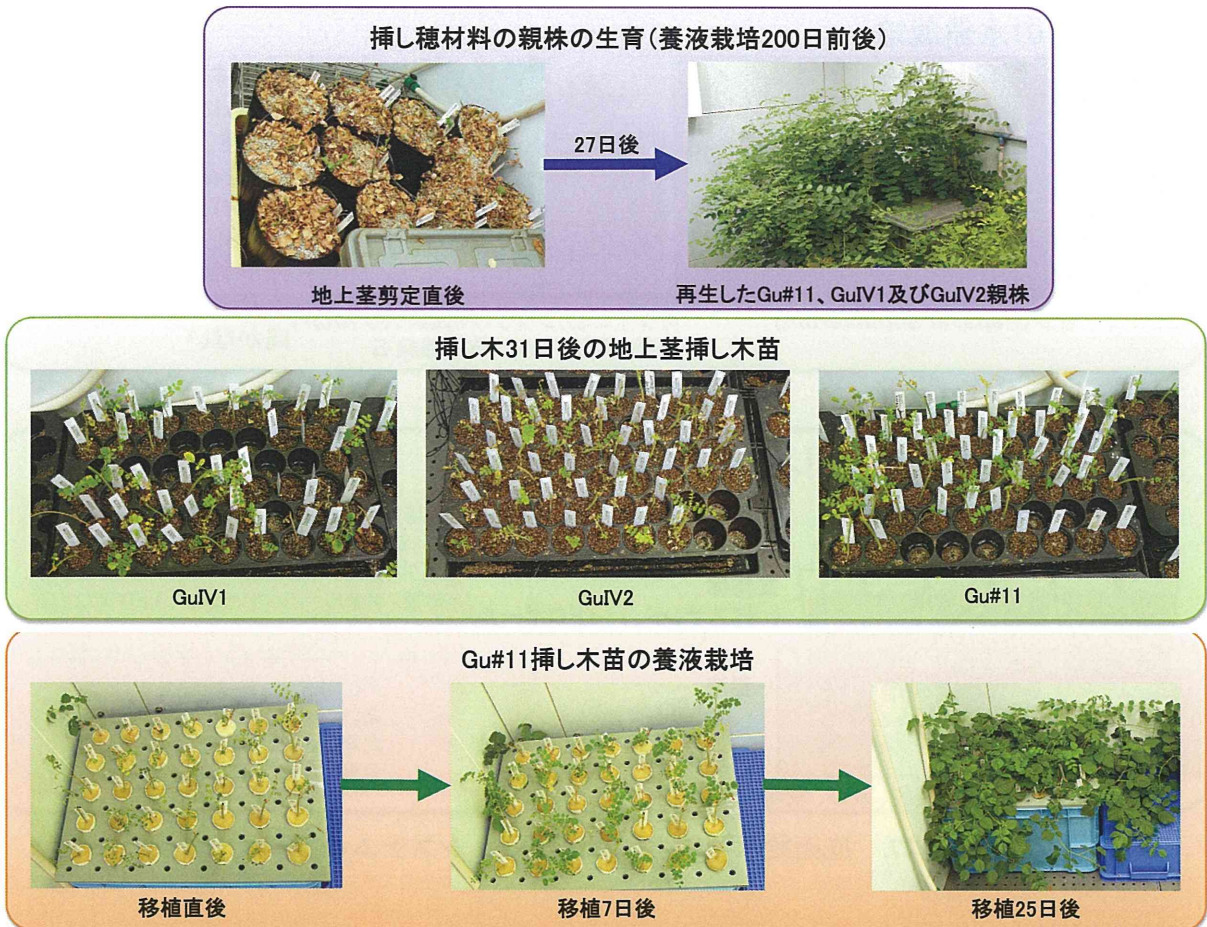 挿し穂材料の親株の生育(養液栽培200日前後)
27日後
地上茎剪定直後
再生したGu#11、GuIV1及びGuIV2親株
挿し木31日後の地上茎挿し木苗
GuIV1
GuIV2
Gu#11
Gu#11挿し木苗の養液栽培
移植直後
移植7日後
移植25日後